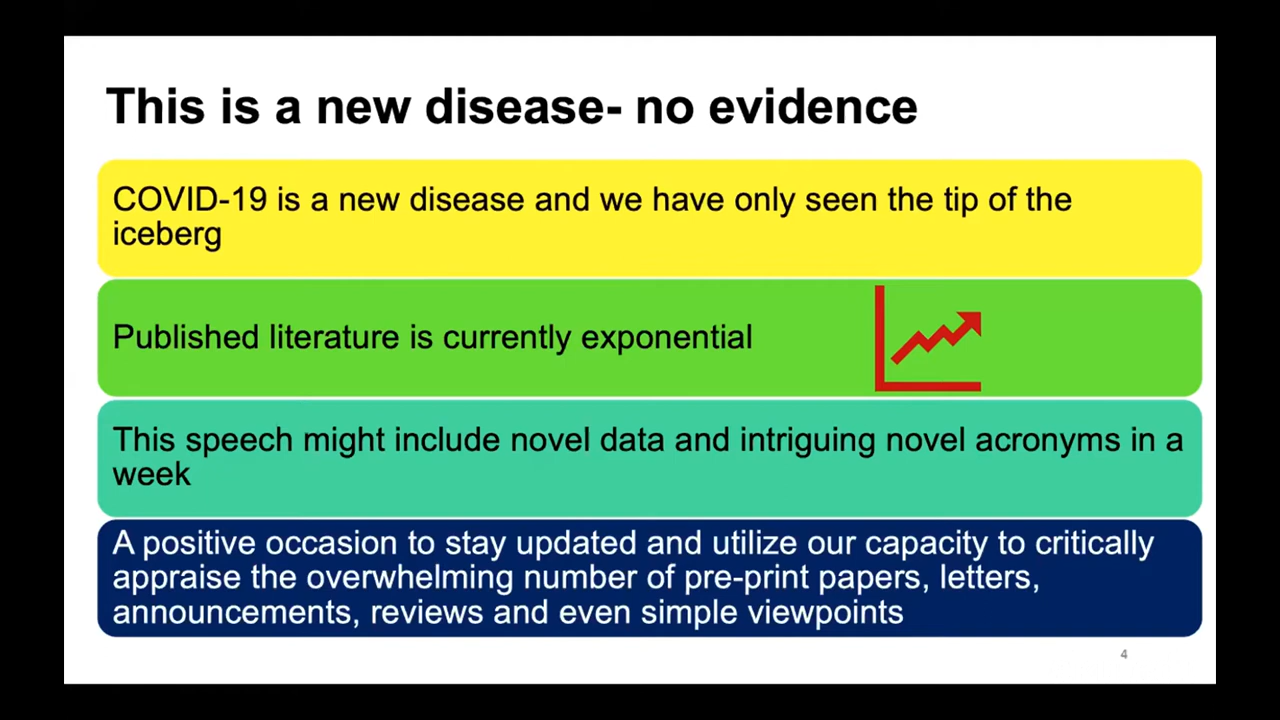 This is a new disease- no evidence
COVID-19 is a new disease and we have only seen the tip of the
iceberg
Published literature is currently exponential
This speech might include novel data and intriguing novel acronyms in a
week
A positive occasion to stay updated and utilize our capacity to critically
appraise the overwhelming number of pre-print papers, letters,
announcements, reviews and even simple viewpoints
4